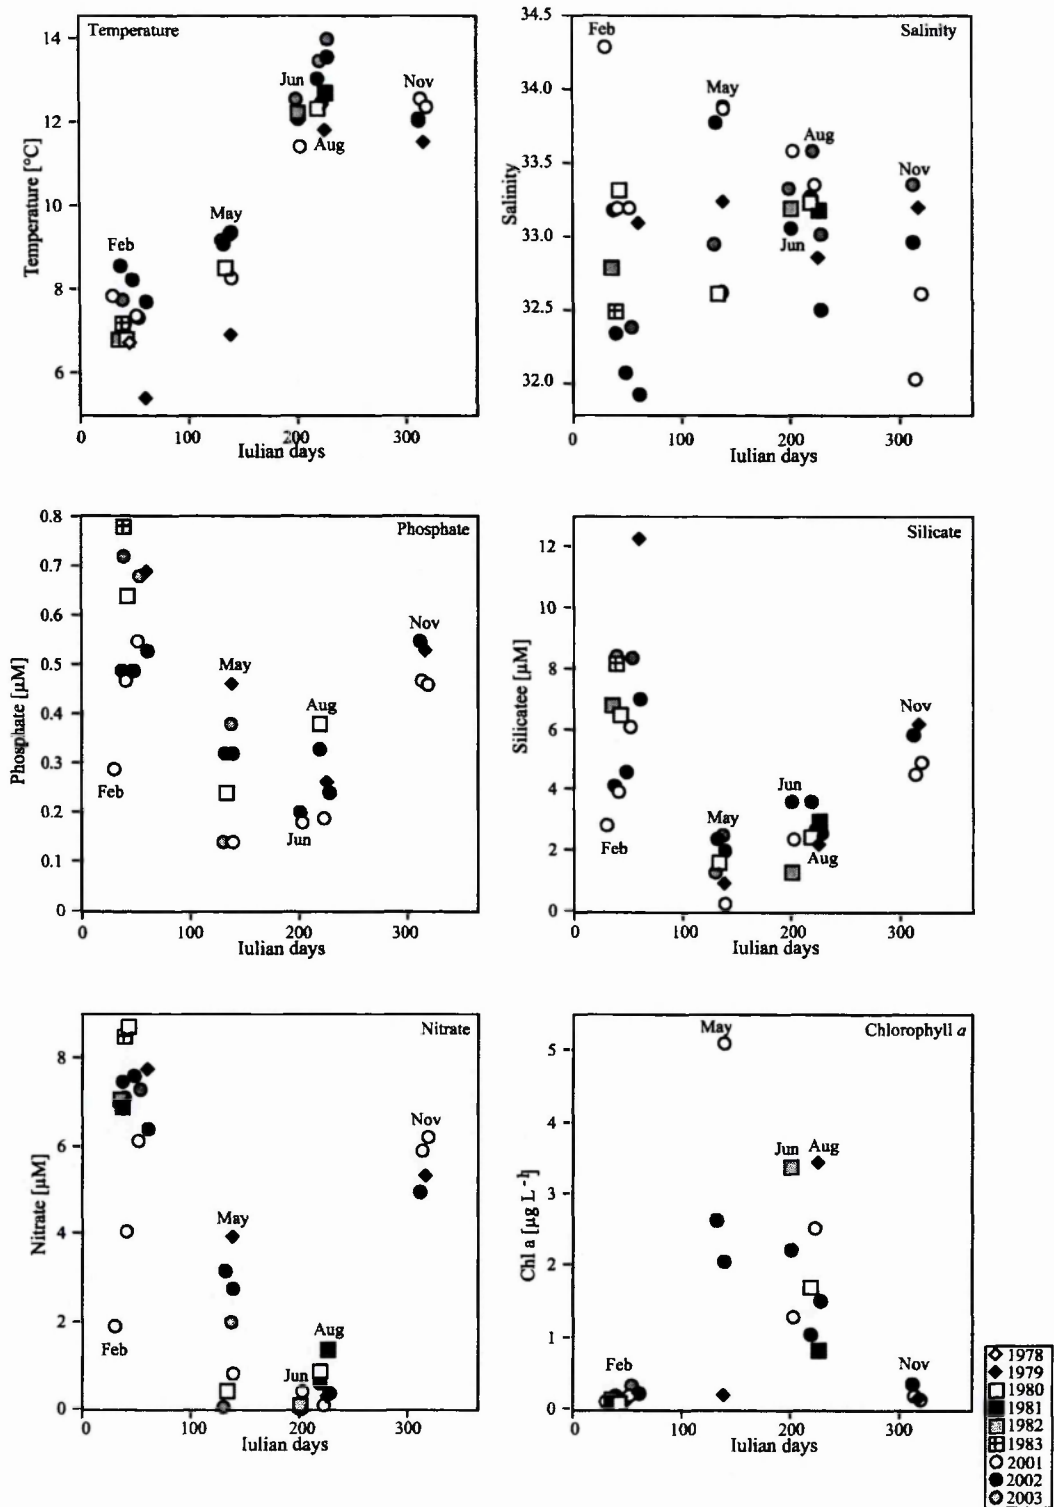 Temperature
14
12
10
8
6
Temperature [°C]
Feb
May
Jun
Aug
Nov
0 100 200 300
Iulian days
Salinity
34.5
34.0
33.5
33.0
32.5
32.0
Salinity
Feb
May
Aug
Jun
Nov
0 100 200 300
Iulian days
Phosphate
0.8
0.7
0.6
0.5
0.4
0.3
0.2
0.1
0
Phosphate [µM]
Feb
May
Aug
Jun
Nov
0 100 200 300
Iulian days
Silicate
12
10
8
6
4
2
0
Silicatee [µM]
Feb
May
Jun
Aug
Nov
0 100 200 300
Iulian days
Nitrate
8
6
4
2
0
Nitrate [µM]
Feb
May
Jun
Aug
Nov
0 100 200 300
Iulian days
Chlorophyll a
5
4
3
2
1
0
Chl a [µg L⁻¹]
Feb
May
Jun Aug
Nov
0 100 200 300
Iulian days
1978
1979
1980
1981
1982
1983
2001
2002
2003